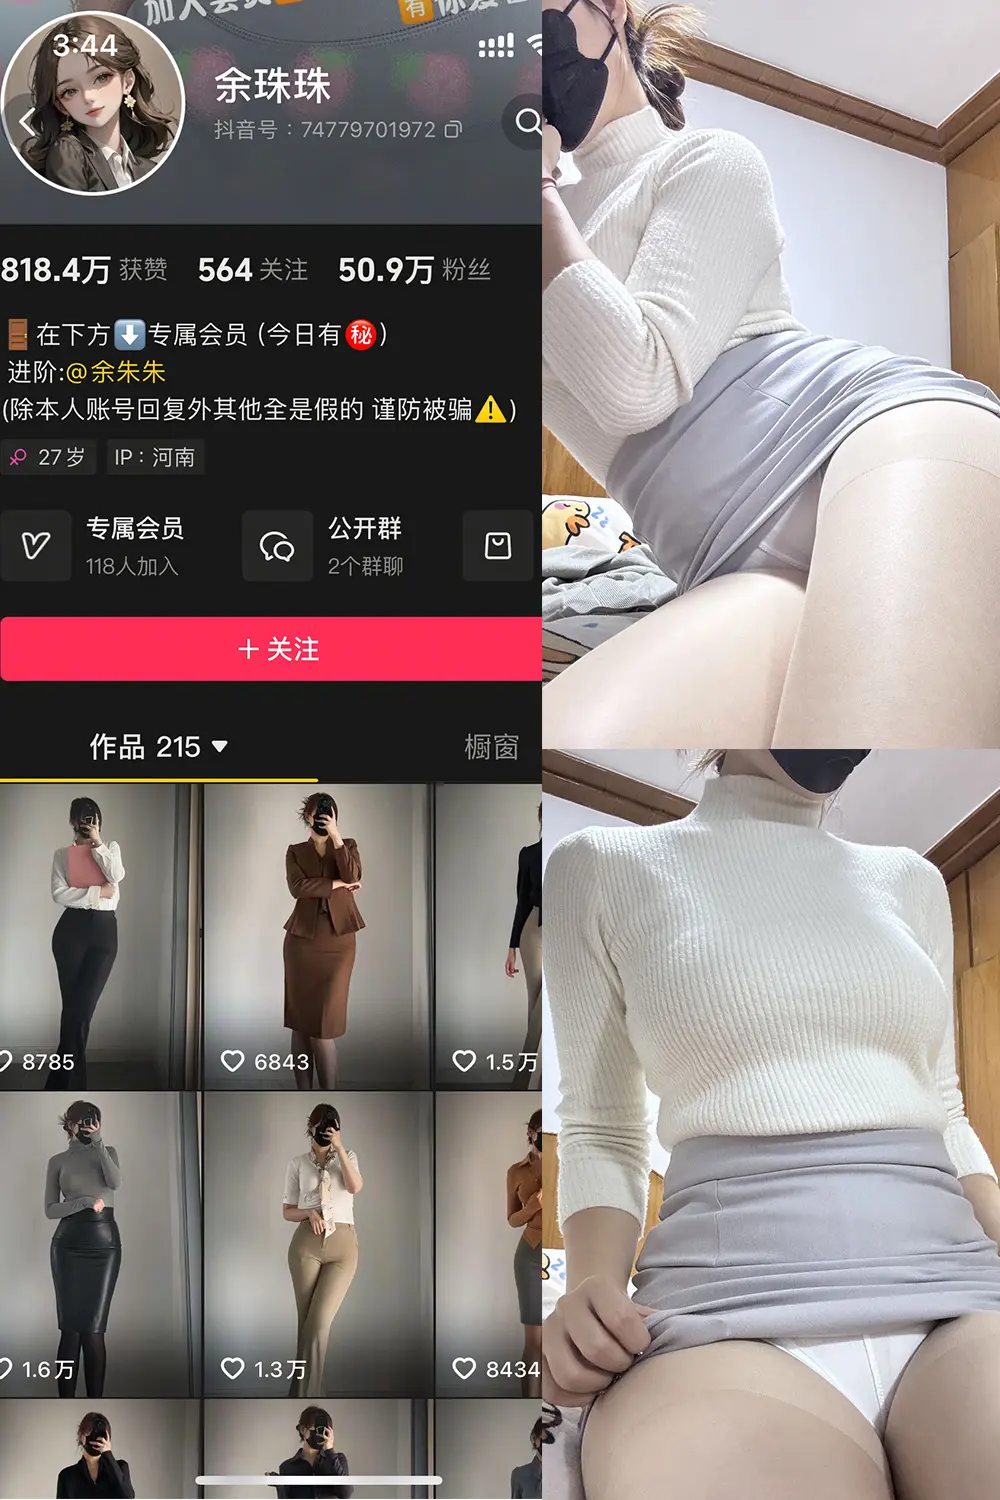 加入会员
有
3:44
余珠珠
抖音号：74779701972
818.4万 获赞 564 关注 50.9万 粉丝
🚪在下方⬇️专属会员 (今日有㊙️)
进阶:@余朱朱
(除本人账号回复外其他全是假的 谨防被骗⚠️)
♀ 27岁 IP：河南
专属会员 公开群
118人加入 2个群聊
+ 关注
作品 215 ▼ 橱窗
8785 6843 1.5万
1.6万 1.3万 8434